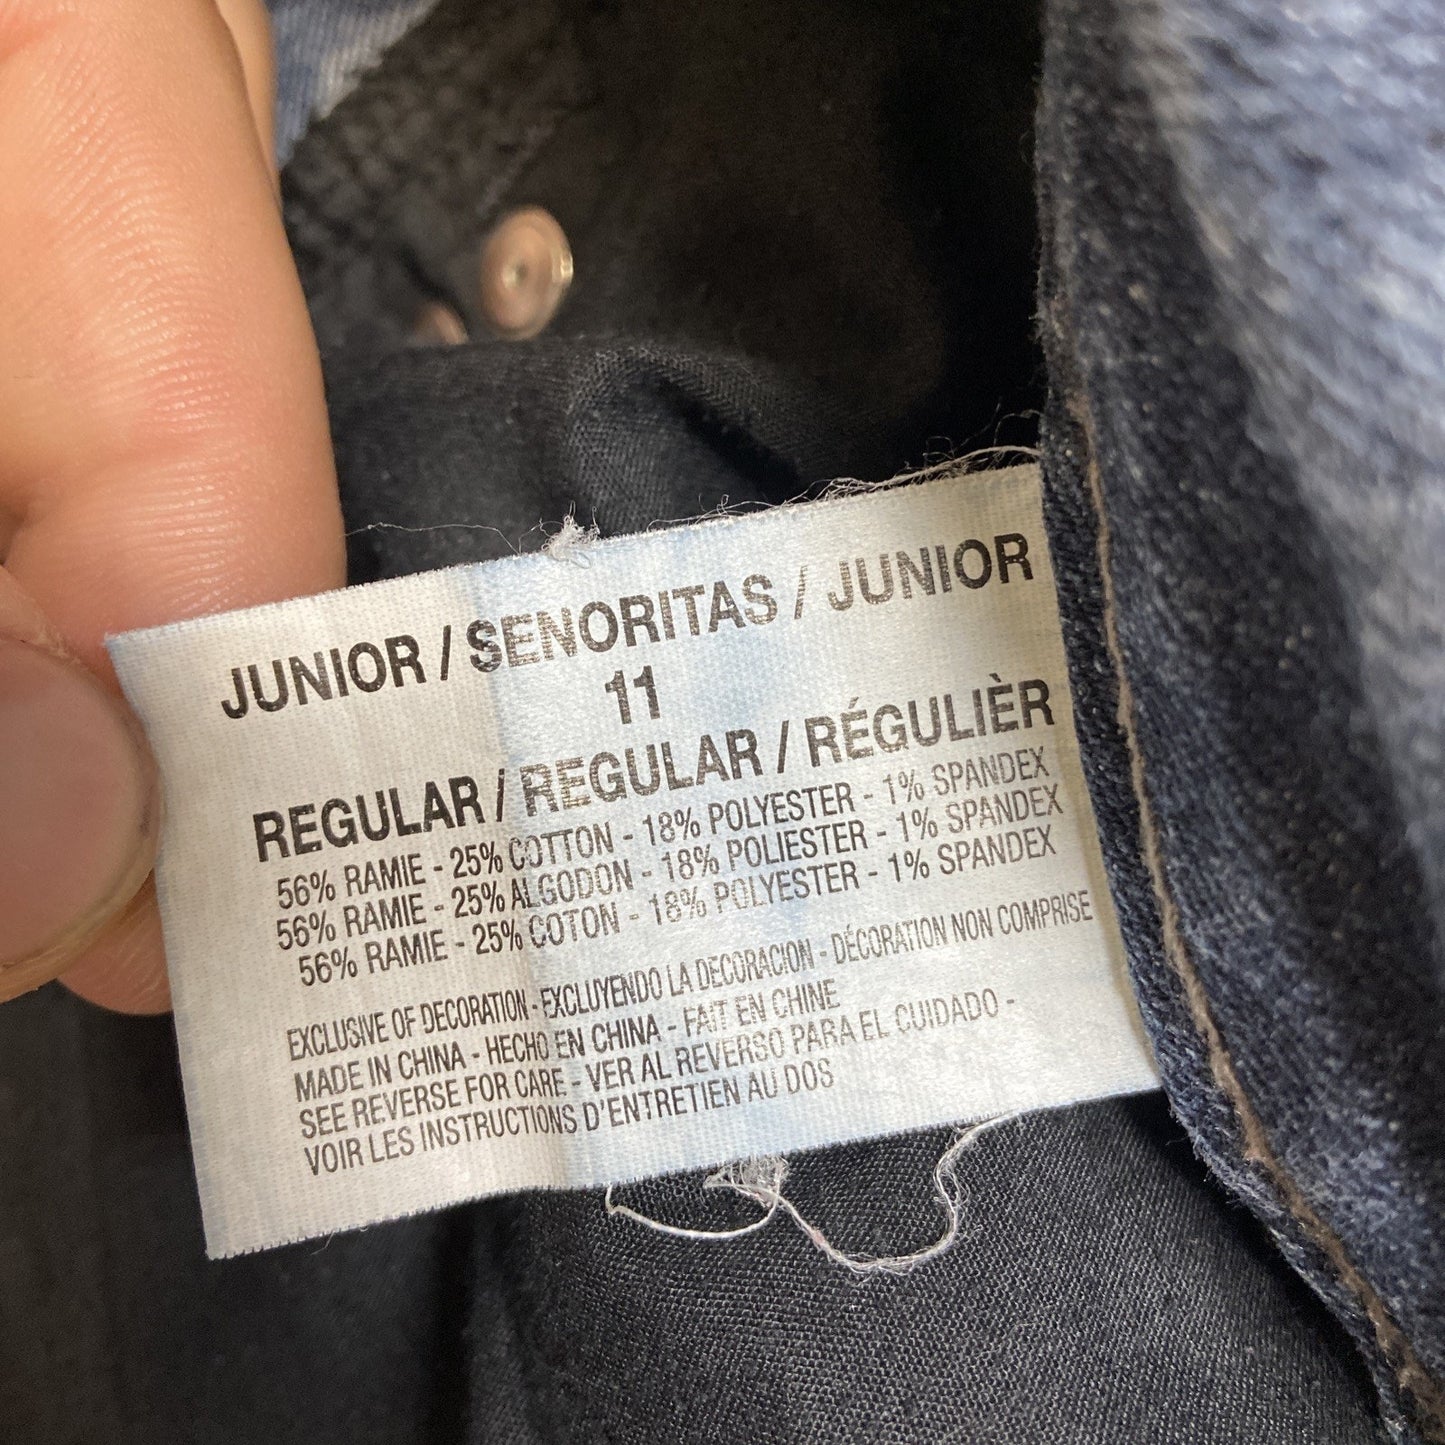 JUNIOR / SENORITAS / JUNIOR
11
REGULAR / REGULAR / RÉGULIÈR
56% RAMIE - 25% COTTON - 18% POLYESTER - 1% SPANDEX
56% RAMIE - 25% ALGODON - 18% POLIESTER - 1% SPANDEX
56% RAMIE - 25% COTON - 18% POLYESTER - 1% SPANDEX
EXCLUSIVE OF DECORATION - EXCLUYENDO LA DECORACION - DÉCORATION NON COMPRISE
MADE IN CHINA - HECHO EN CHINA - FAIT EN CHINE
SEE REVERSE FOR CARE - VER AL REVERSO PARA EL CUIDADO -
VOIR LES INSTRUCTIONS D'ENTRETIEN AU DOS